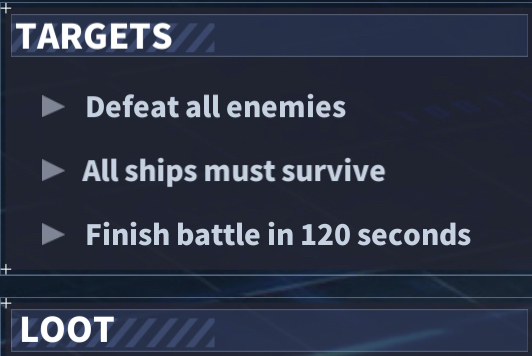 TARGETS
Defeat all enemies
All ships must survive
Finish battle in 120 seconds
LOOT